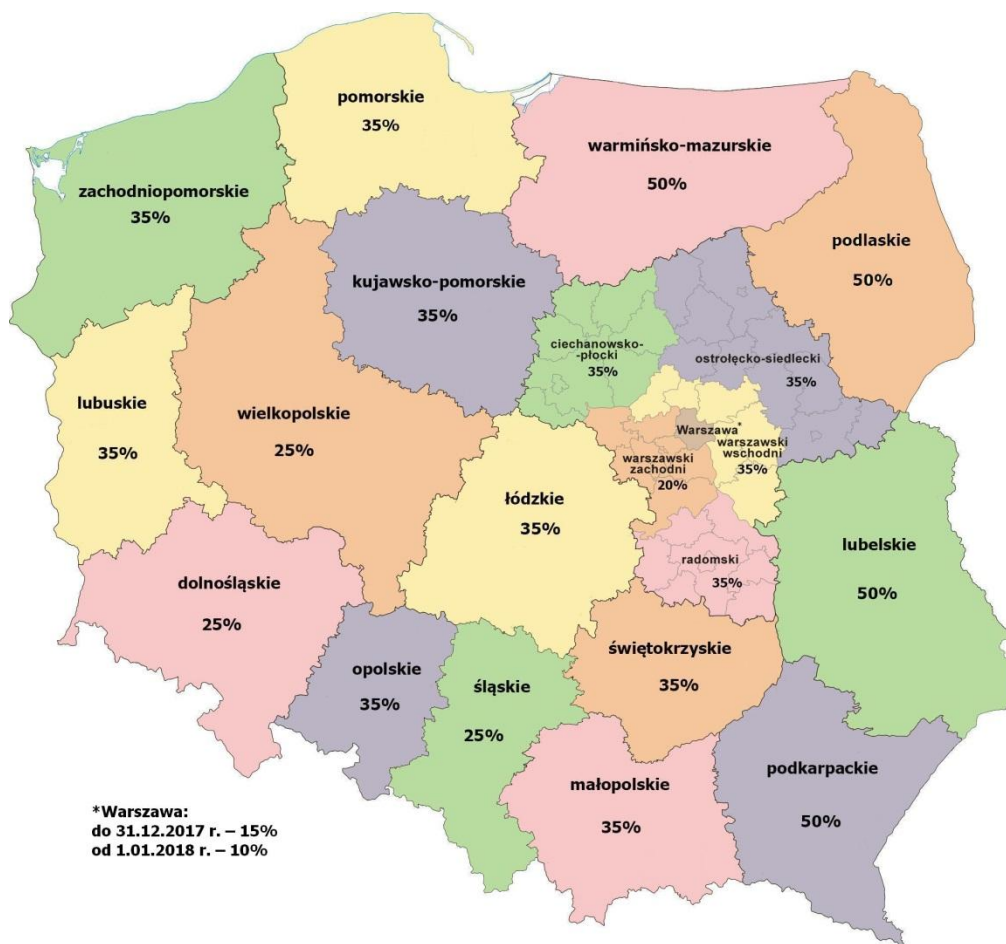 pomorskie
35%
warmińsko-mazurskie
50%
zachodniopomorskie
35%
podlaskie
50%
kujawsko-pomorskie
35%
ciechanowsko-
-płocki
35%
ostrołęcko-siedlecki
35%
lubuskie
35%
wielkopolskie
25%
Warszawa*
warszawski
wschodni
35%
warszawski
zachodni
20%
łódzkie
35%
radomski
35%
lubelskie
50%
dolnośląskie
25%
opolskie
35%
śląskie
25%
świętokrzyskie
35%
małopolskie
35%
podkarpackie
50%
*Warszawa:
do 31.12.2017 r. – 15%
od 1.01.2018 r. – 10%